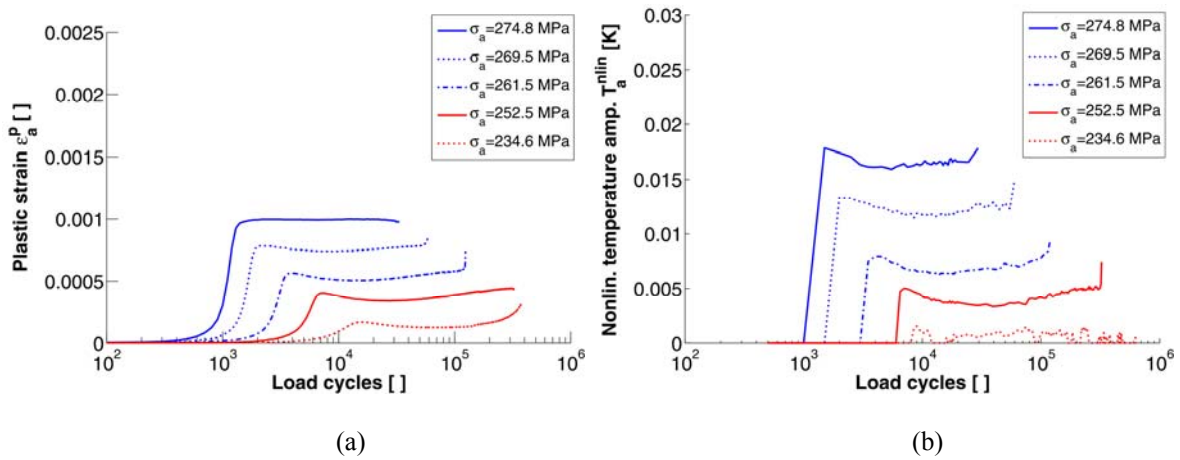 0.0025
0.002
0.0015
0.001
0.0005
0
Plastic strain ε_a^p [ ]
σ_a=274.8 MPa
σ_a=269.5 MPa
σ_a=261.5 MPa
σ_a=252.5 MPa
σ_a=234.6 MPa
10^2 10^3 10^4 10^5 10^6
Load cycles [ ]
(a)
0.03
0.025
0.02
0.015
0.01
0.005
0
Nonlin. temperature amp. T_a^nlin [K]
σ_a=274.8 MPa
σ_a=269.5 MPa
σ_a=261.5 MPa
σ_a=252.5 MPa
σ_a=234.6 MPa
10^2 10^3 10^4 10^5 10^6
Load cycles [ ]
(b)